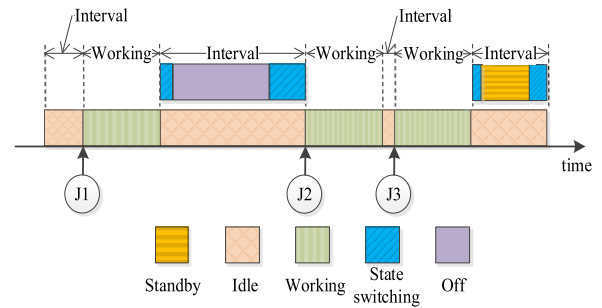 Interval
Interval
Working
Interval
Working
Working
Interval
time
J1
J2
J3
Standby
Idle
Working
State
switching
Off